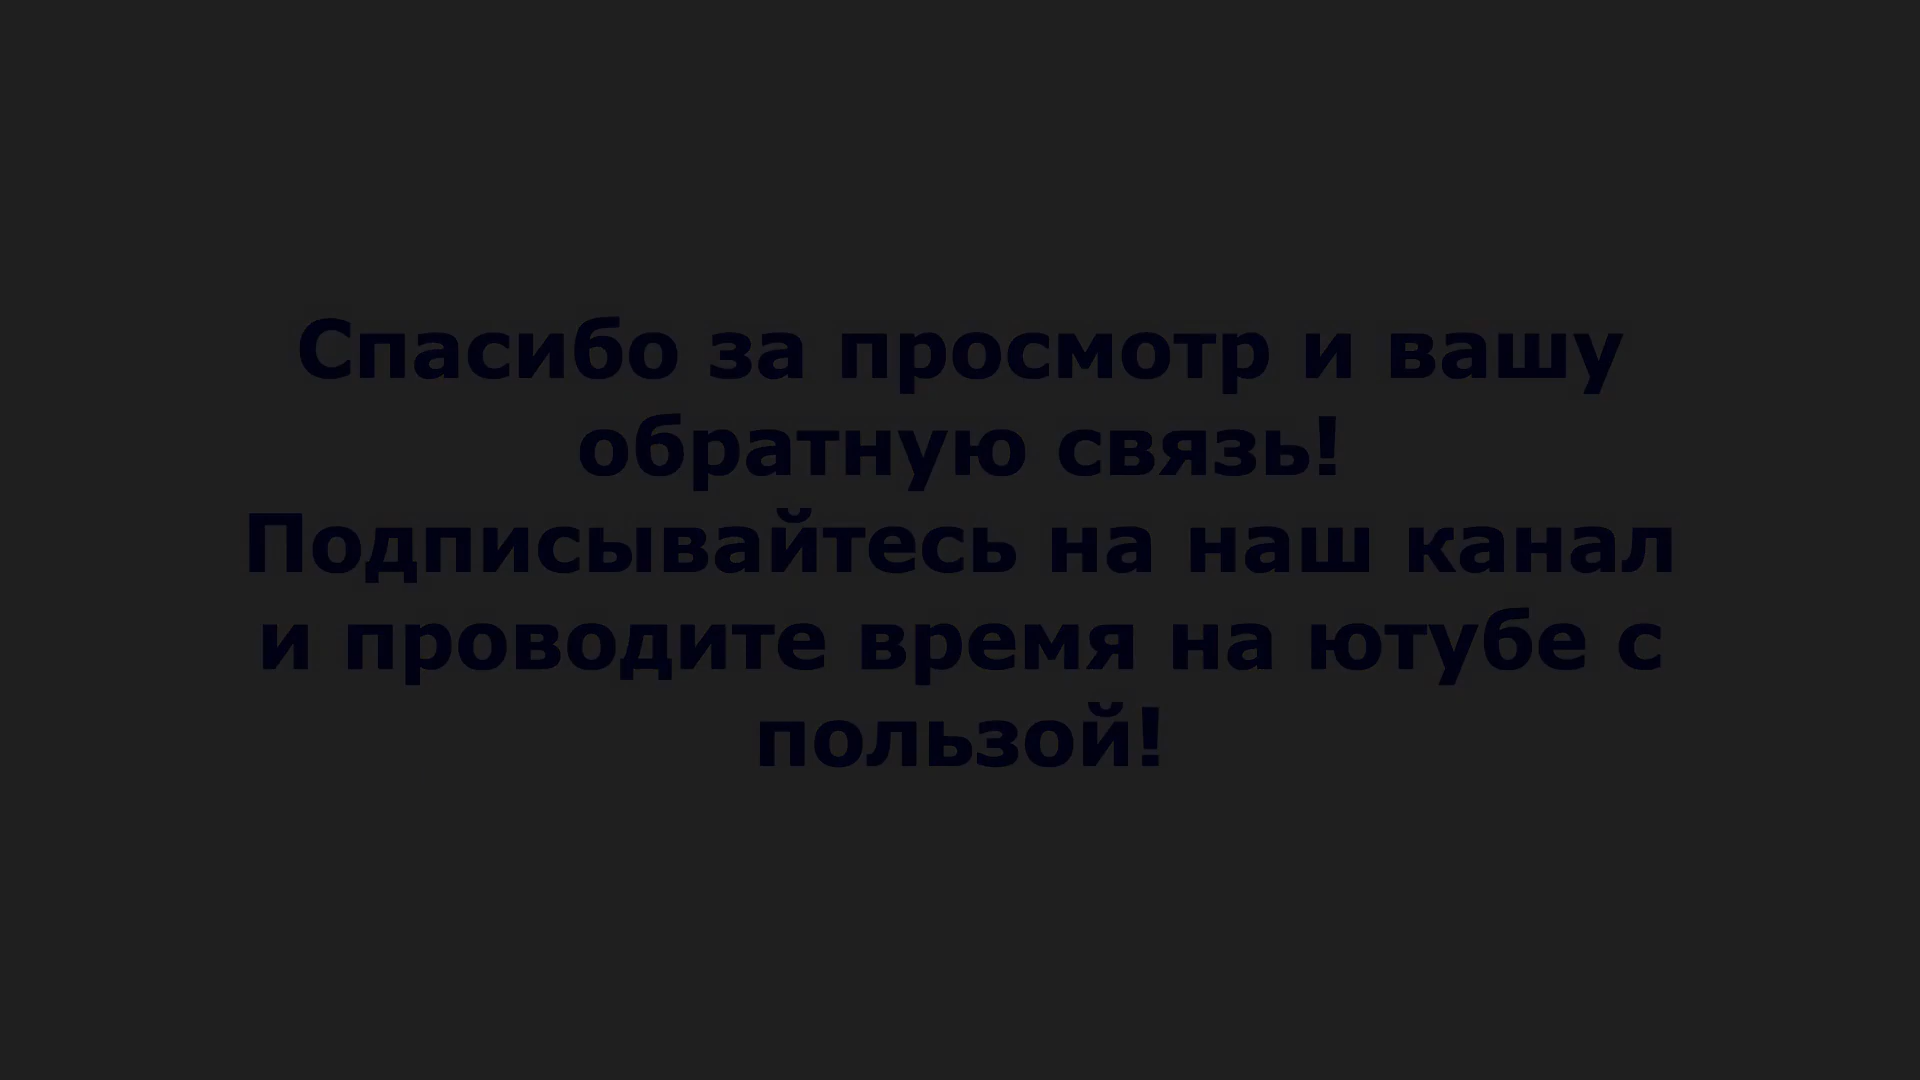 Спасибо за просмотр и вашу
обратную связь!
Подписывайтесь на наш канал
и проводите время на ютубе с
пользой!